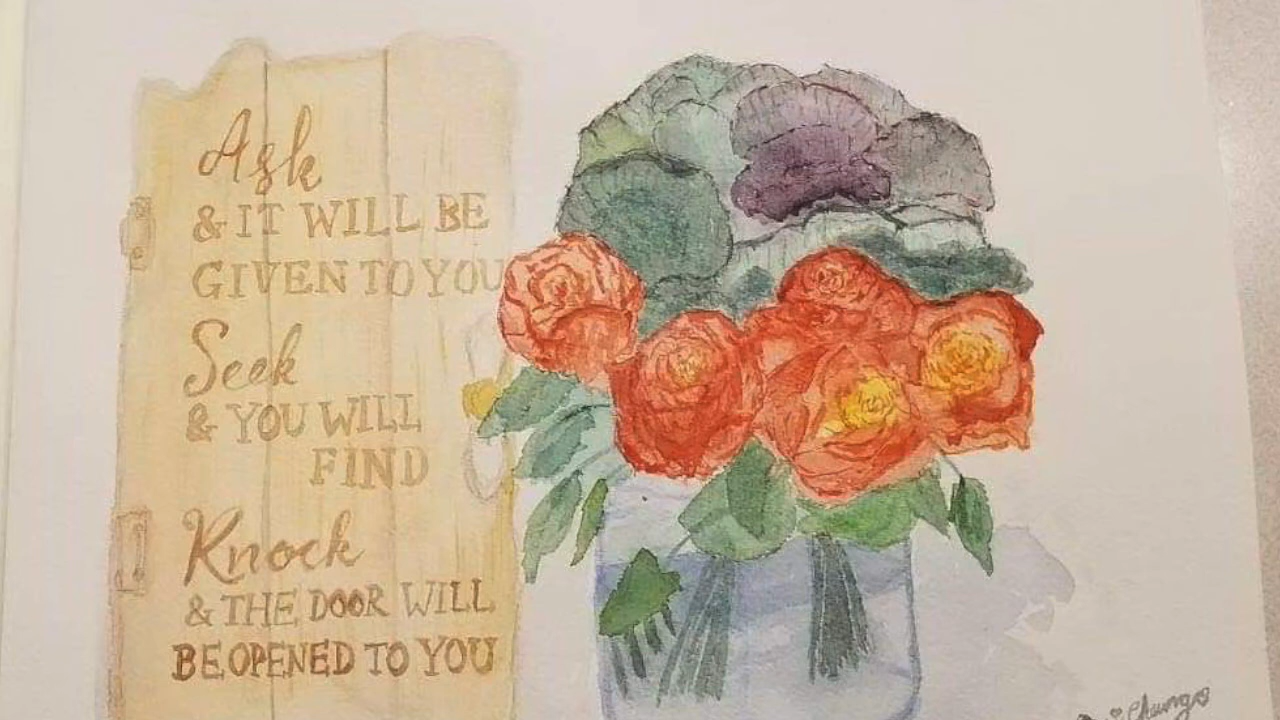 Ask
& IT WILL BE
GIVEN TO YOU
Seek
& YOU WILL
FIND
Knock
& THE DOOR WILL
BE OPENED TO YOU
Cheung